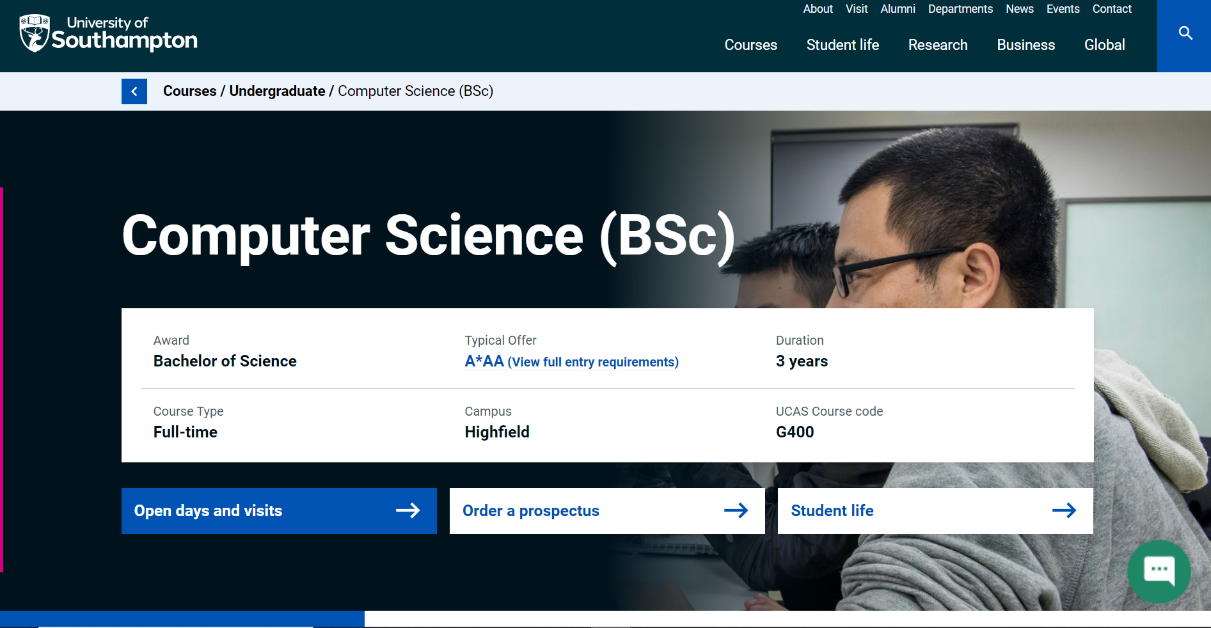 University of
Southampton
About Visit Alumni Departments News Events Contact
Courses Student life Research Business Global
Courses / Undergraduate / Computer Science (BSc)
Computer Science (BSc)
Award Typical Offer Duration
Bachelor of Science A*AA (View full entry requirements) 3 years
Course Type Campus UCAS Course code
Full-time Highfield G400
Open days and visits Order a prospectus Student life